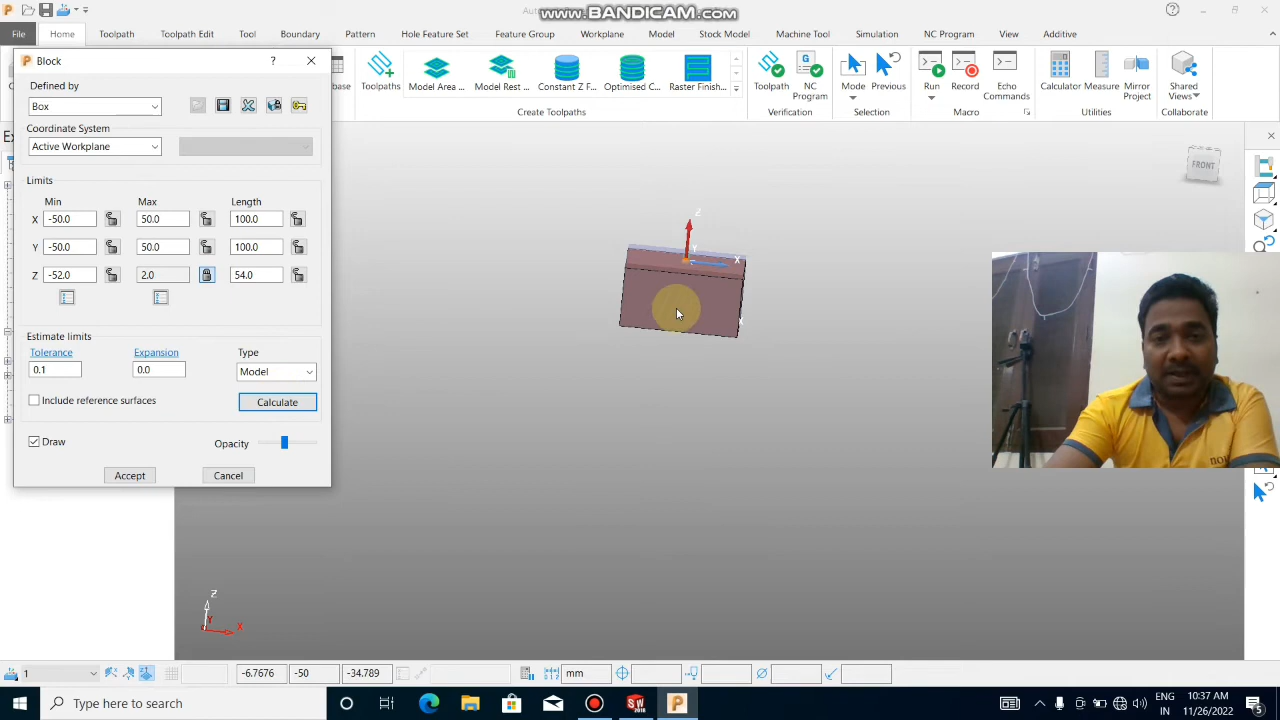 www.BANDICAM.com
File Home Toolpath Toolpath Edit Tool Boundary Pattern Hole Feature Set Feature Group Workplane Model Stock Model Machine Tool Simulation NC Program View Additive
Toolpaths Model Area ... Model Rest ... Constant Z F... Optimised C... Raster Finish... Toolpath NC Program Mode Previous Run Record Echo Commands Calculator Measure Mirror Project Shared Views
Create Toolpaths Verification Selection Macro Utilities Collaborate
Block ?
Defined by
Box
Coordinate System
Active Workplane
Limits
Min Max Length
X -50.0 50.0 100.0
Y -50.0 50.0 100.0
Z -52.0 2.0 54.0
Estimate limits
Tolerance Expansion Type
0.1 0.0 Model
Include reference surfaces Calculate
Draw Opacity
Accept Cancel
FRONT
Z
Y
X
X
Z
Y
X
1 -6.7676 -50 -34.789 mm
Type here to search
ENG
IN
10:37 AM
11/26/2022
5